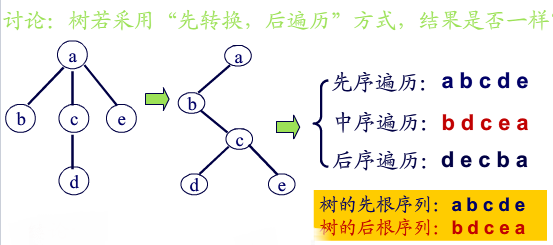 讨论：树若采用“先转换，后遍历”方式，结果是否一样
a
b
c
e
d
a
b
c
d
e
先序遍历：a b c d e
中序遍历：b d c e a
后序遍历：d e c b a
树的先根序列：a b c d e
树的后根序列：b d c e a